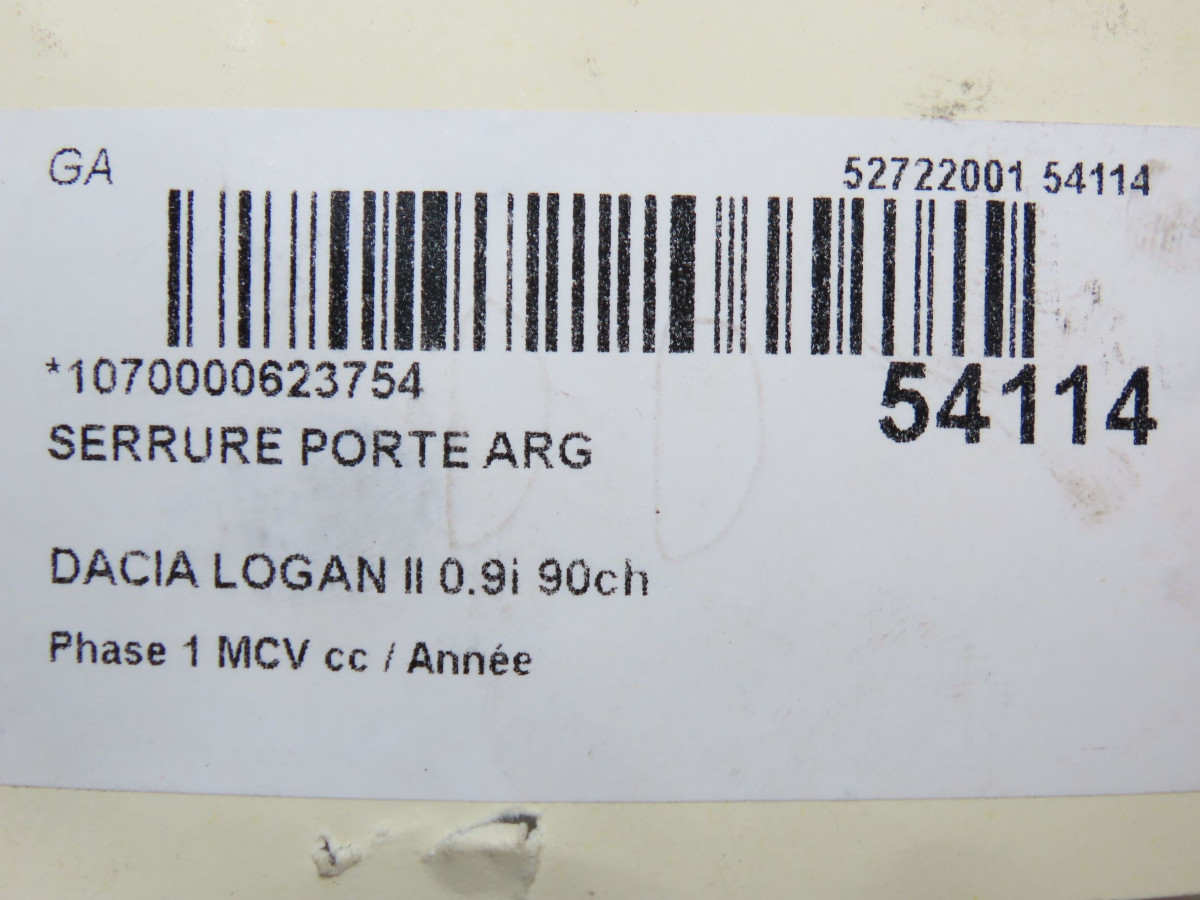 GA
52722001 54114
*1070000623754
54114
SERRURE PORTE ARG
DACIA LOGAN II 0.9i 90ch
Phase 1 MCV cc / Année